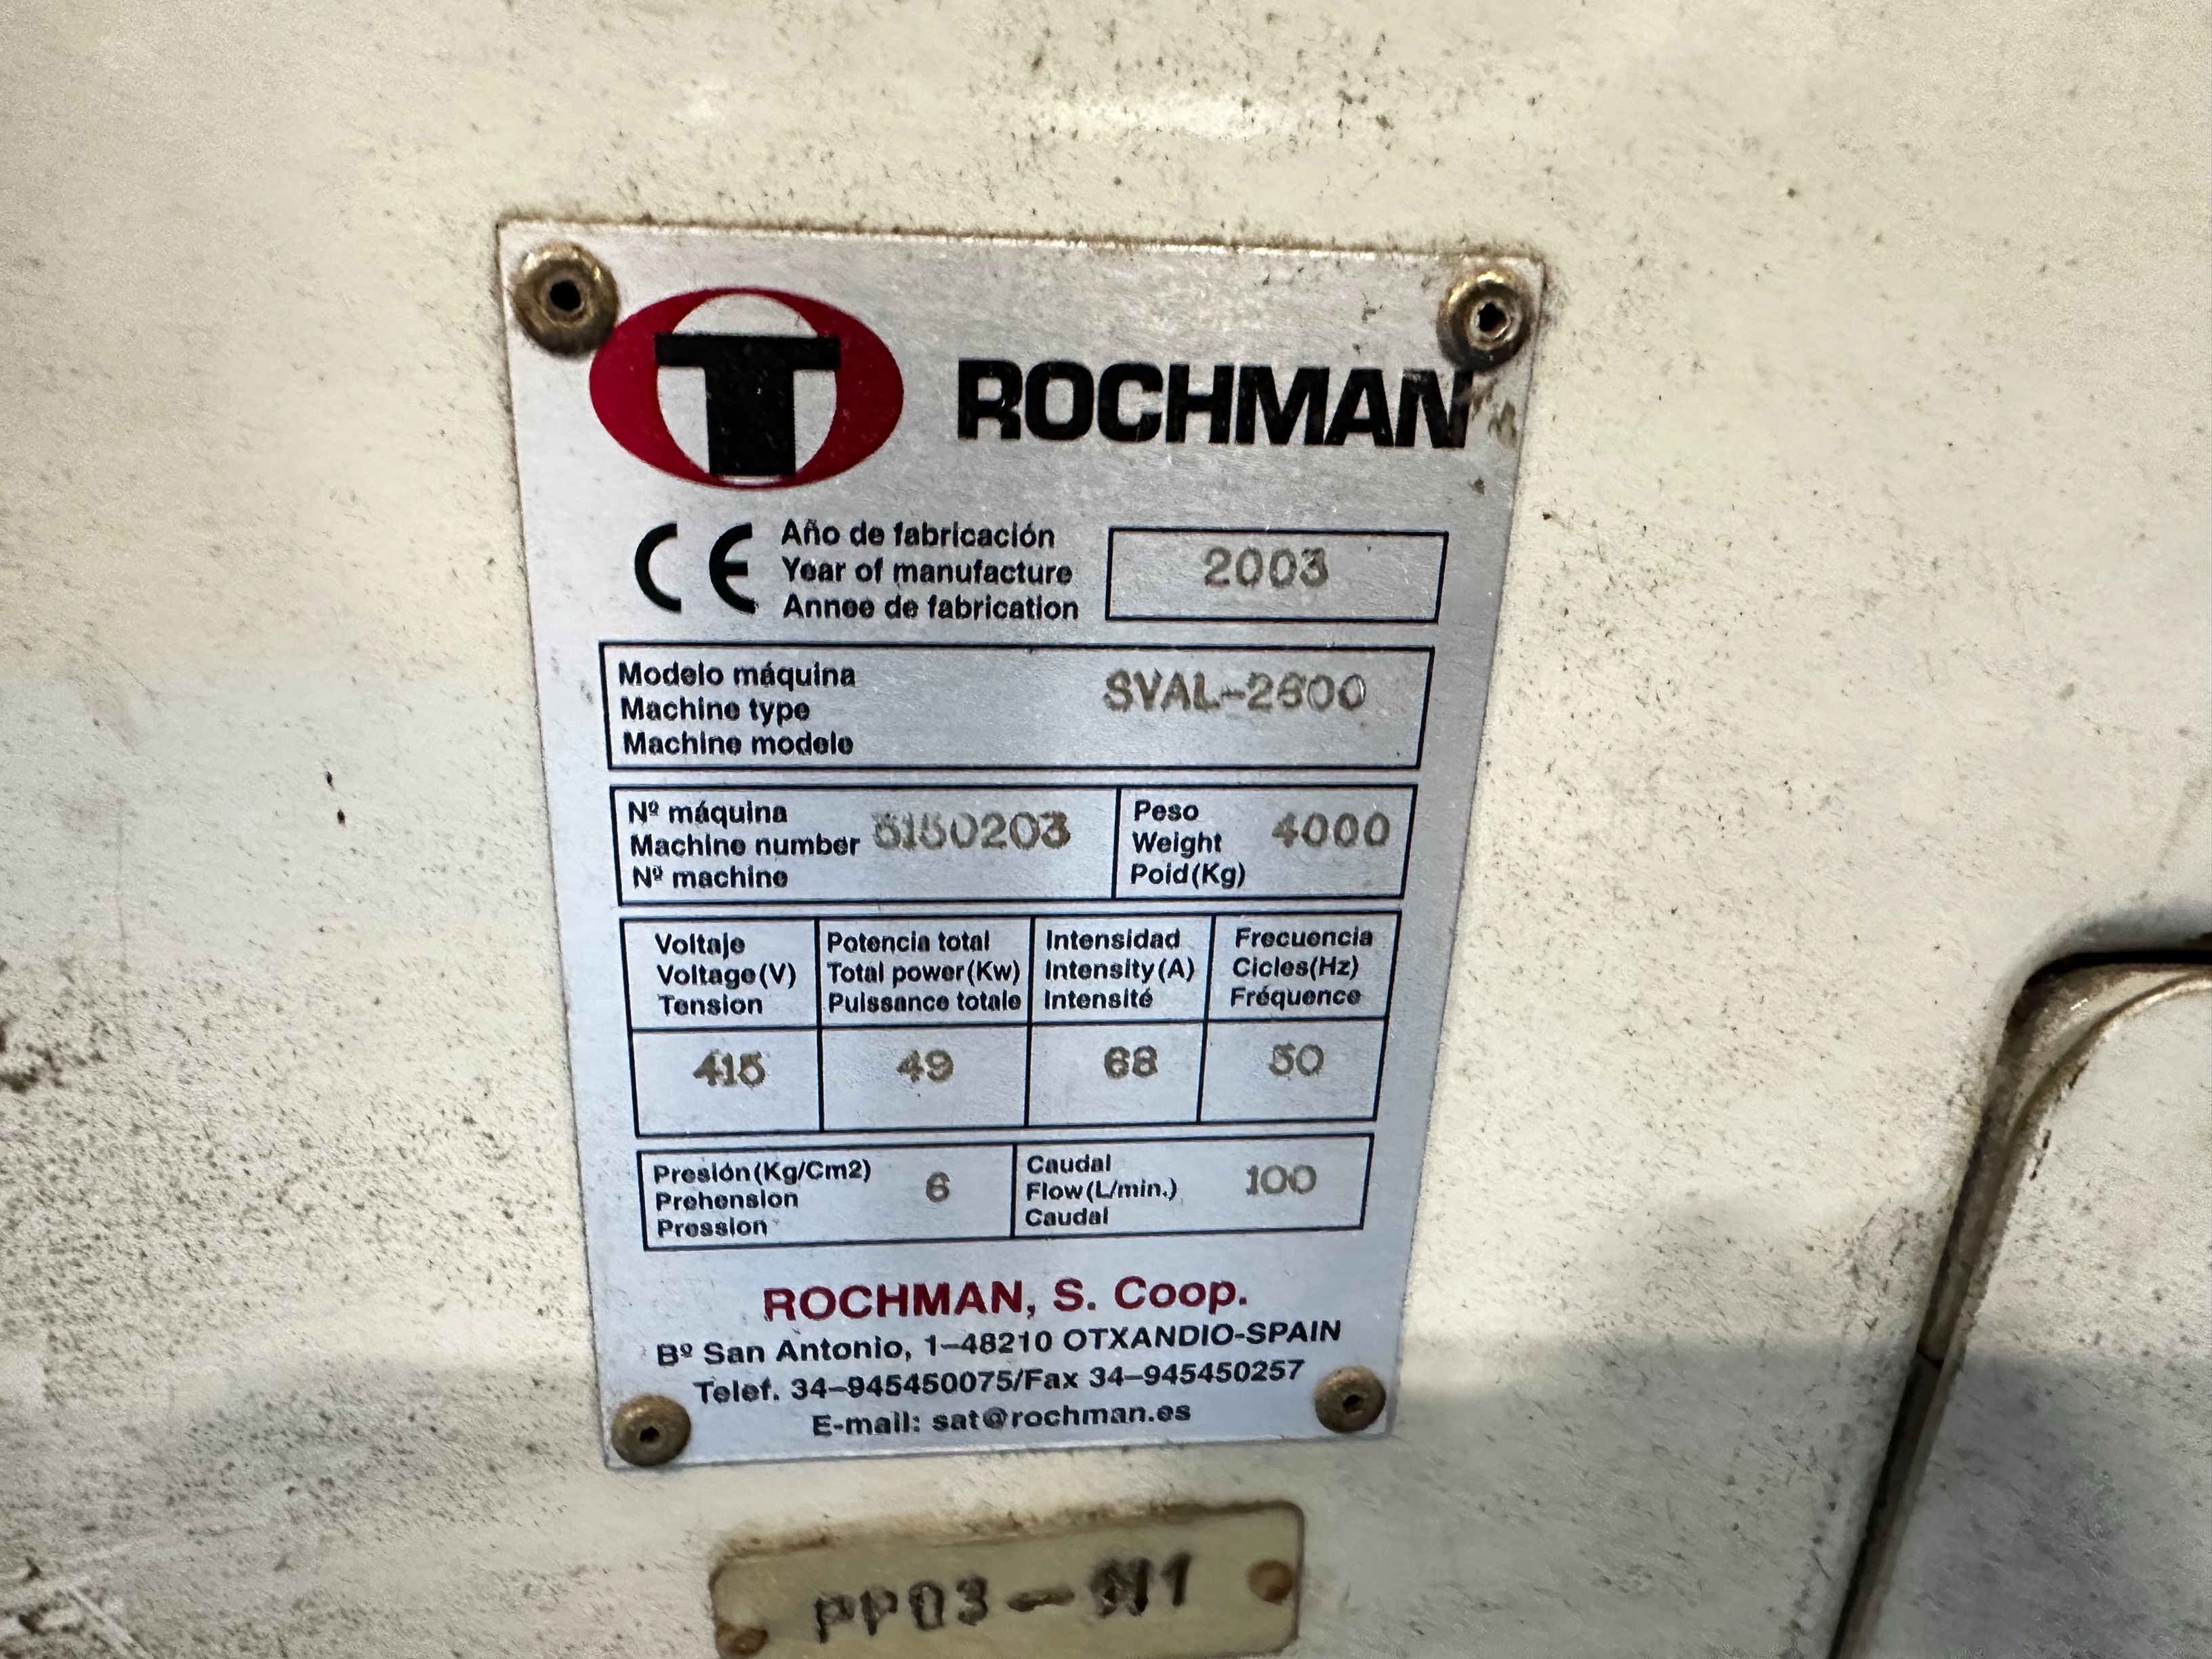 T ROCHMAN
CE
Año de fabricación
Year of manufacture
Annee de fabrication
2003
Modelo máquina
Machine type
Machine modele
SVAL-2600
Nº máquina
Machine number
Nº machine
5150203
Peso
Weight
Poid(Kg)
4000
Voltaje
Voltage(V)
Tension
Potencia total
Total power(Kw)
Puissance totale
Intensidad
Intensity(A)
Intensité
Frecuencia
Cicles(Hz)
Fréquence
415 49 68 50
Presión(Kg/Cm2)
Prehension
Pression
6
Caudal
Flow(L/min.)
Caudal
100
ROCHMAN, S. Coop.
Bº San Antonio, 1-48210 OTXANDIO-SPAIN
Telef. 34-945450075/Fax 34-945450257
E-mail: sat@rochman.es